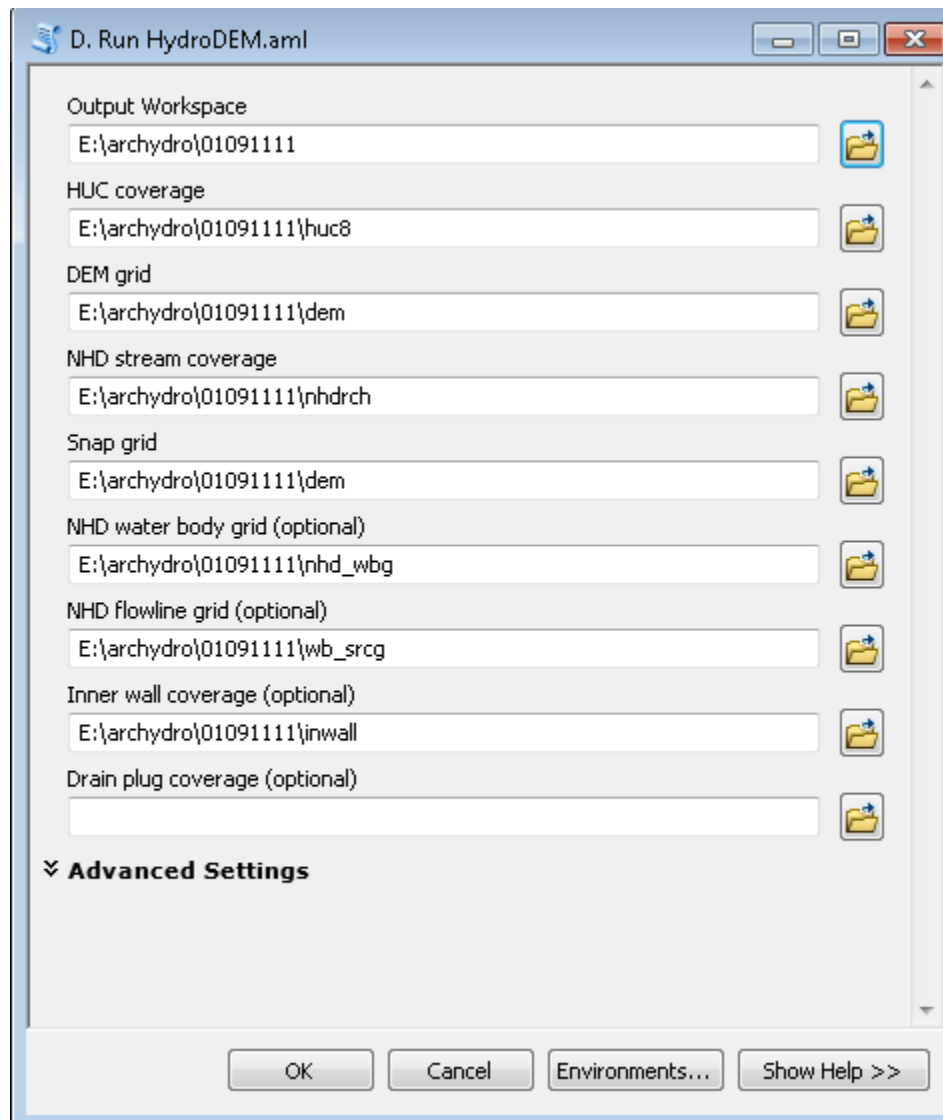 D. Run HydroDEM.aml
Output Workspace
E:\archydro\01091111
HUC coverage
E:\archydro\01091111\huc8
DEM grid
E:\archydro\01091111\dem
NHD stream coverage
E:\archydro\01091111\nhdrch
Snap grid
E:\archydro\01091111\dem
NHD water body grid (optional)
E:\archydro\01091111\nhd_wbg
NHD flowline grid (optional)
E:\archydro\01091111\wb_srcg
Inner wall coverage (optional)
E:\archydro\01091111\inwall
Drain plug coverage (optional)
Advanced Settings
OK Cancel Environments... Show Help >>